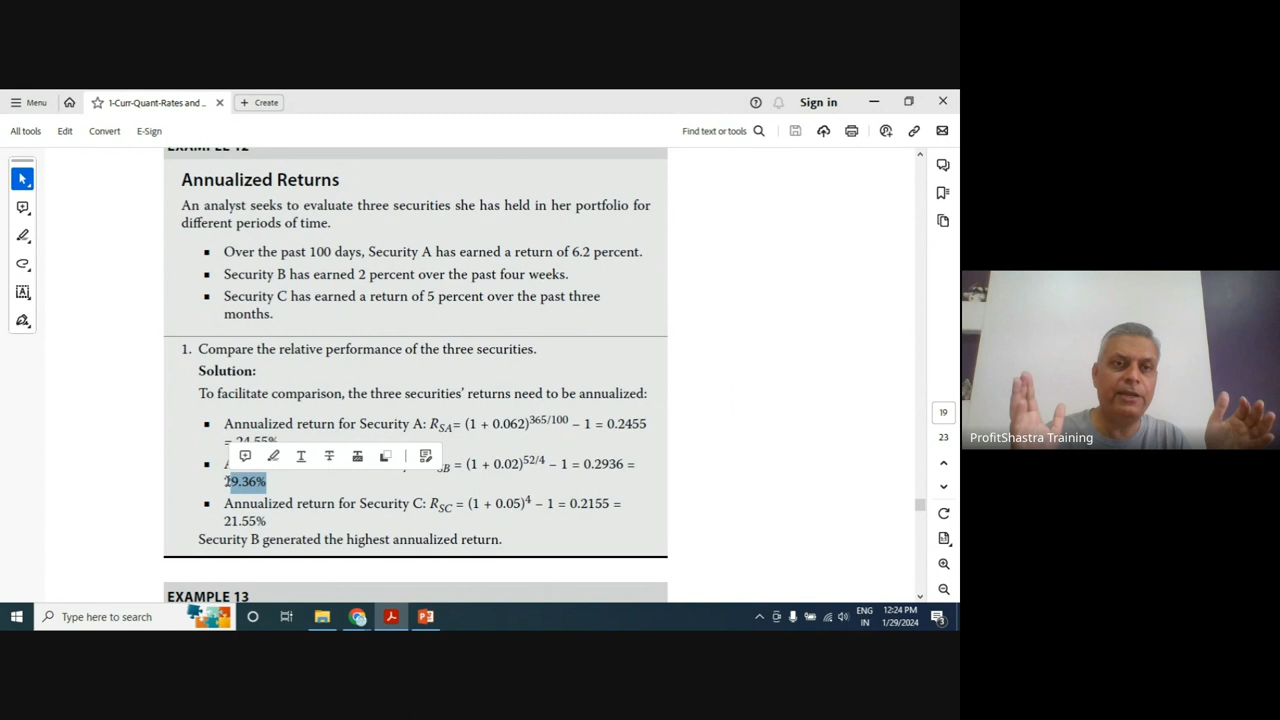 Menu
1-Curr-Quant-Rates and ...
Create
Sign in
All tools
Edit
Convert
E-Sign
Find text or tools
EXAMPLE 12
Annualized Returns
An analyst seeks to evaluate three securities she has held in her portfolio for
different periods of time.
▪ Over the past 100 days, Security A has earned a return of 6.2 percent.
▪ Security B has earned 2 percent over the past four weeks.
▪ Security C has earned a return of 5 percent over the past three
months.
1. Compare the relative performance of the three securities.
Solution:
To facilitate comparison, the three securities' returns need to be annualized:
▪ Annualized return for Security A: R_SA = (1 + 0.062)^365/100 − 1 = 0.2455
= 24.55%
▪ = (1 + 0.02)^52/4 − 1 = 0.2936 =
29.36%
▪ Annualized return for Security C: R_SC = (1 + 0.05)^4 − 1 = 0.2155 =
21.55%
Security B generated the highest annualized return.
EXAMPLE 13
19
23
ProfitShastra Training
Type here to search
ENG
IN
12:24 PM
1/29/2024